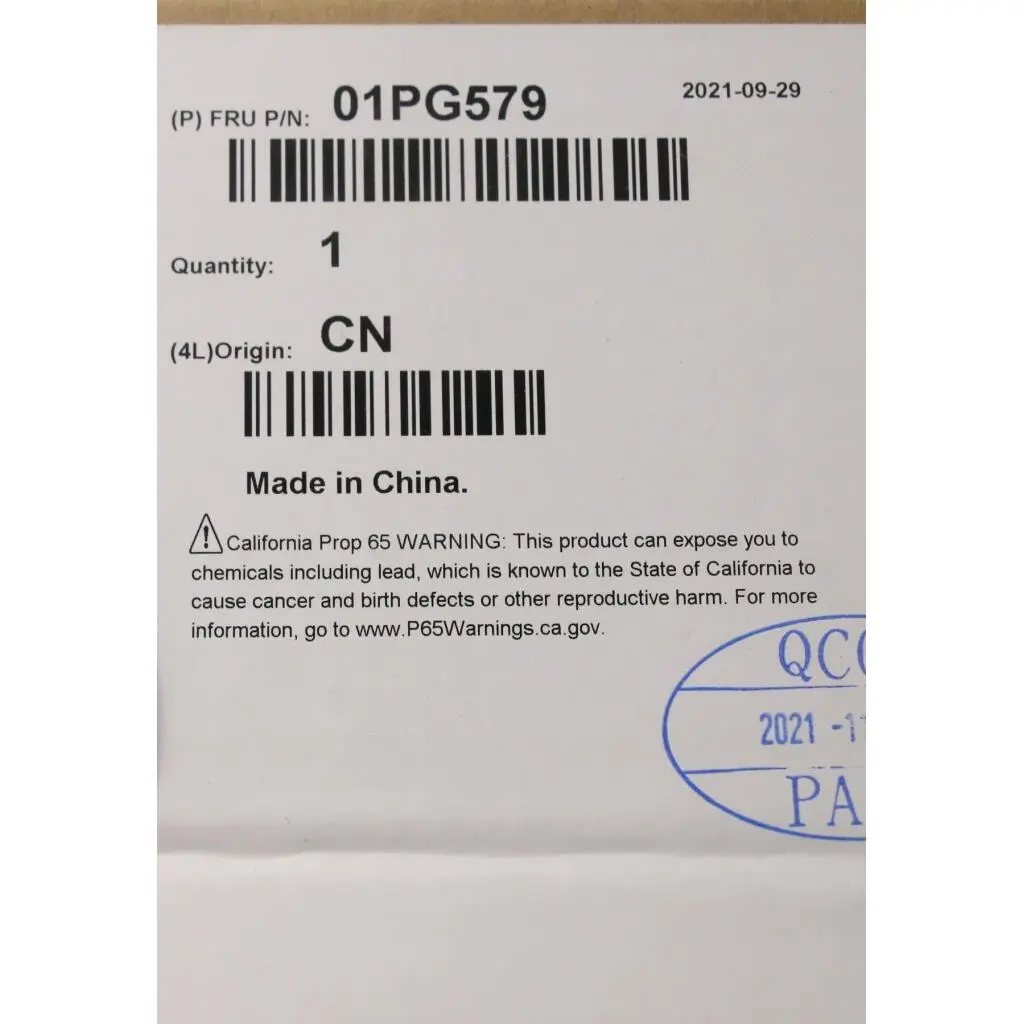 (P) FRU P/N: 01PG579 2021-09-29
Quantity: 1
(4L)Origin: CN
Made in China.
California Prop 65 WARNING: This product can expose you to
chemicals including lead, which is known to the State of California to
cause cancer and birth defects or other reproductive harm. For more
information, go to www.P65Warnings.ca.gov.
2021 -11
PA